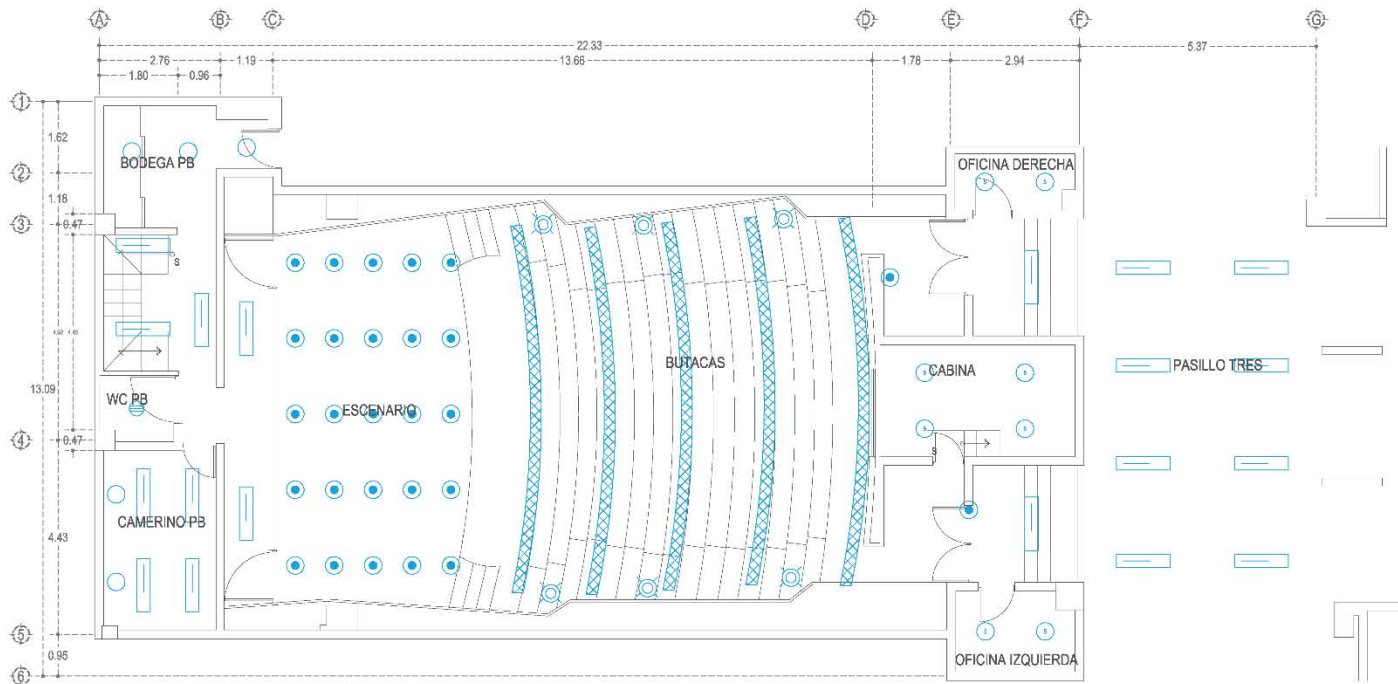 A B C D E F G
22.33 5.37
2.76 1.19 13.66 1.78 2.94
1.80 0.96
1
1.62
BODEGA PB
OFICINA DERECHA
2
S S
1.18
3
0.47
S
BUTACAS
CABINA
PASILLO TRES
S S
13.09
WC PB
ESCENARIO
4
0.47
S S
S
CAMERINO PB
4.43
5
S S
0.95
OFICINA IZQUIERDA
6